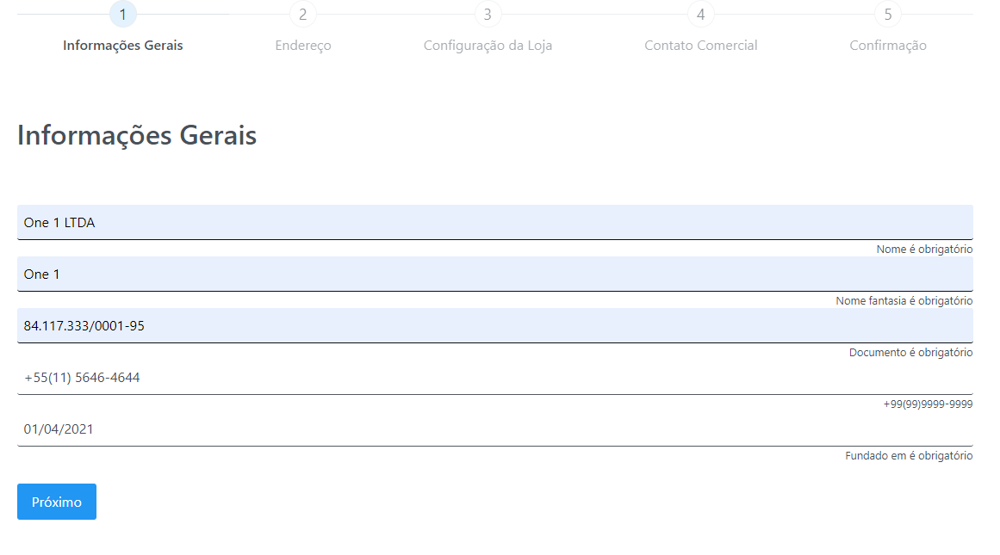 1 2 3 4 5
Informações Gerais Endereço Configuração da Loja Contato Comercial Confirmação
Informações Gerais
One 1 LTDA
Nome é obrigatório
One 1
Nome fantasia é obrigatório
84.117.333/0001-95
Documento é obrigatório
+55(11) 5646-4644
+99(99)9999-9999
01/04/2021
Fundado em é obrigatório
Próximo